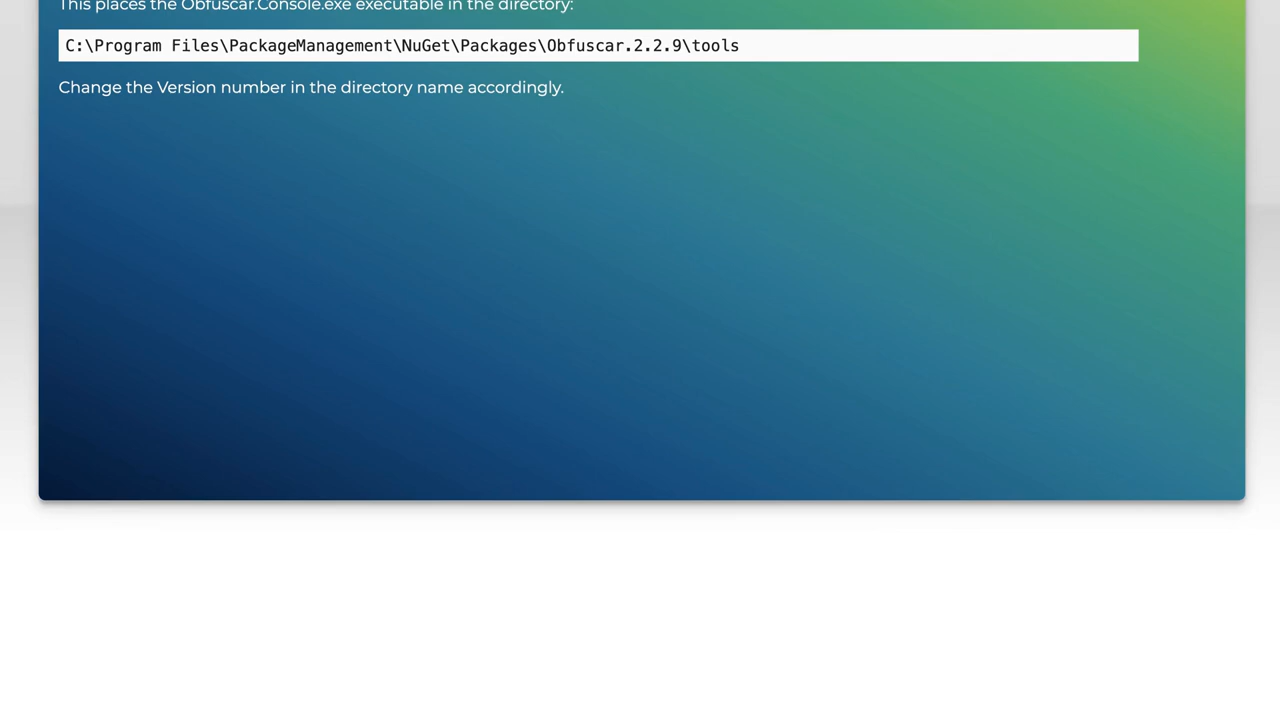 This places the Obfuscar.Console.exe executable in the directory:
C:\Program Files\PackageManagement\NuGet\Packages\Obfuscar.2.2.9\tools
Change the Version number in the directory name accordingly.